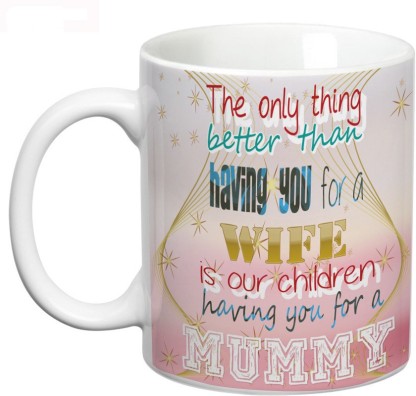 The only thing
better than
having you for a
WIFE
is our children
having you for a
MUMMY